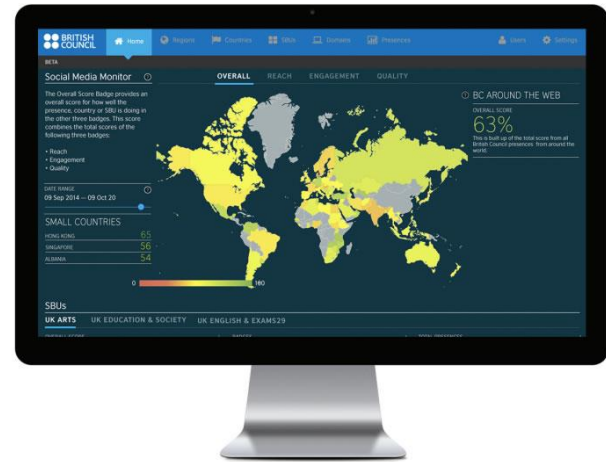 BRITISH
COUNCIL
Home
Regions
Countries
SBUs
Domains
Presences
Users
Settings
BETA
Social Media Monitor
The Overall Score Badge provides an
overall score for how well the
presence, country or SBU is doing in
the other three badges. This score
combines the total scores of the
following three badges:
• Reach
• Engagement
• Quality
DATE RANGE
09 Sep 2014 — 09 Oct 20
SMALL COUNTRIES
HONG KONG 65
SINGAPORE 56
ALBANIA 54
OVERALL REACH ENGAGEMENT QUALITY
0 100
BC AROUND THE WEB
OVERALL SCORE
63%
This is built up of the total score from all
British Council presences from around the
world.
SBUs
UK ARTS UK EDUCATION & SOCIETY UK ENGLISH & EXAMS29